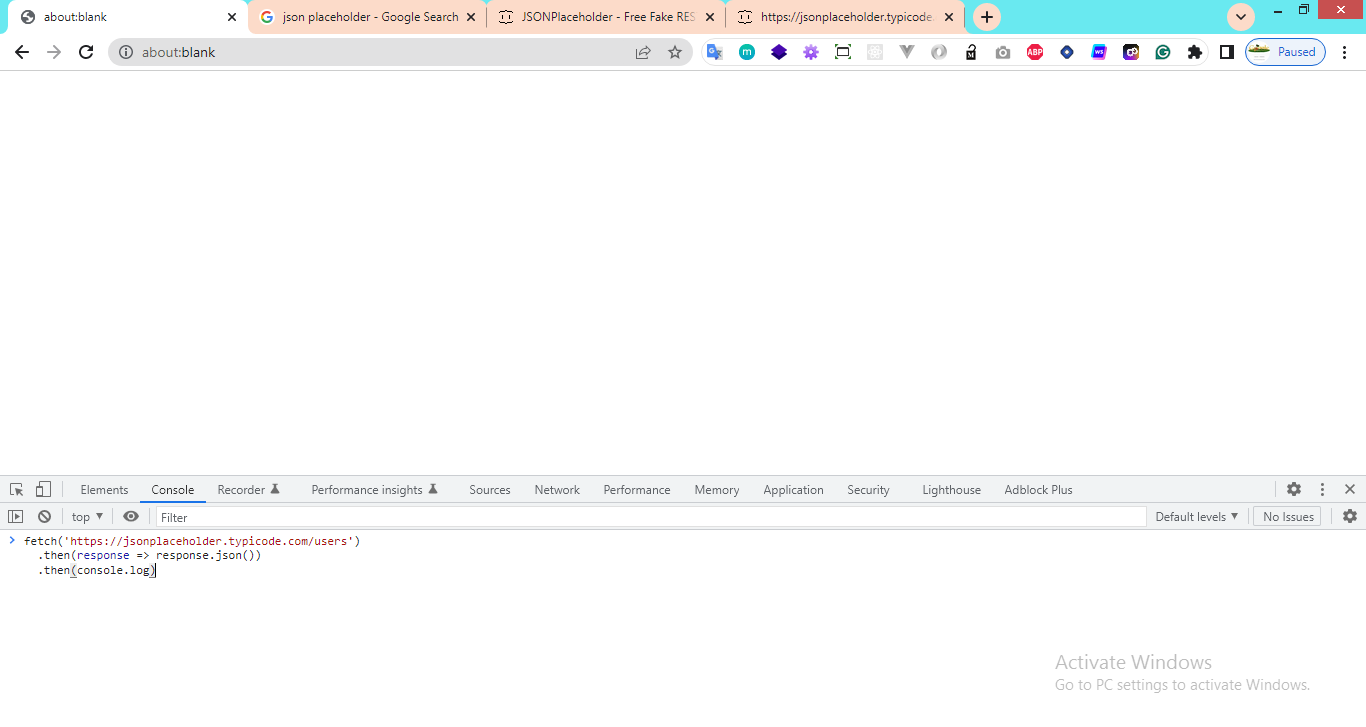 about:blank
json placeholder - Google Search
JSONPlaceholder - Free Fake RES
https://jsonplaceholder.typicode.
about:blank
ABP
WS
M
Paused
Elements
Console
Recorder
Performance insights
Sources
Network
Performance
Memory
Application
Security
Lighthouse
Adblock Plus
top
Filter
Default levels
No Issues
fetch('https://jsonplaceholder.typicode.com/users')
.then(response => response.json())
.then(console.log)
Activate Windows
Go to PC settings to activate Windows.